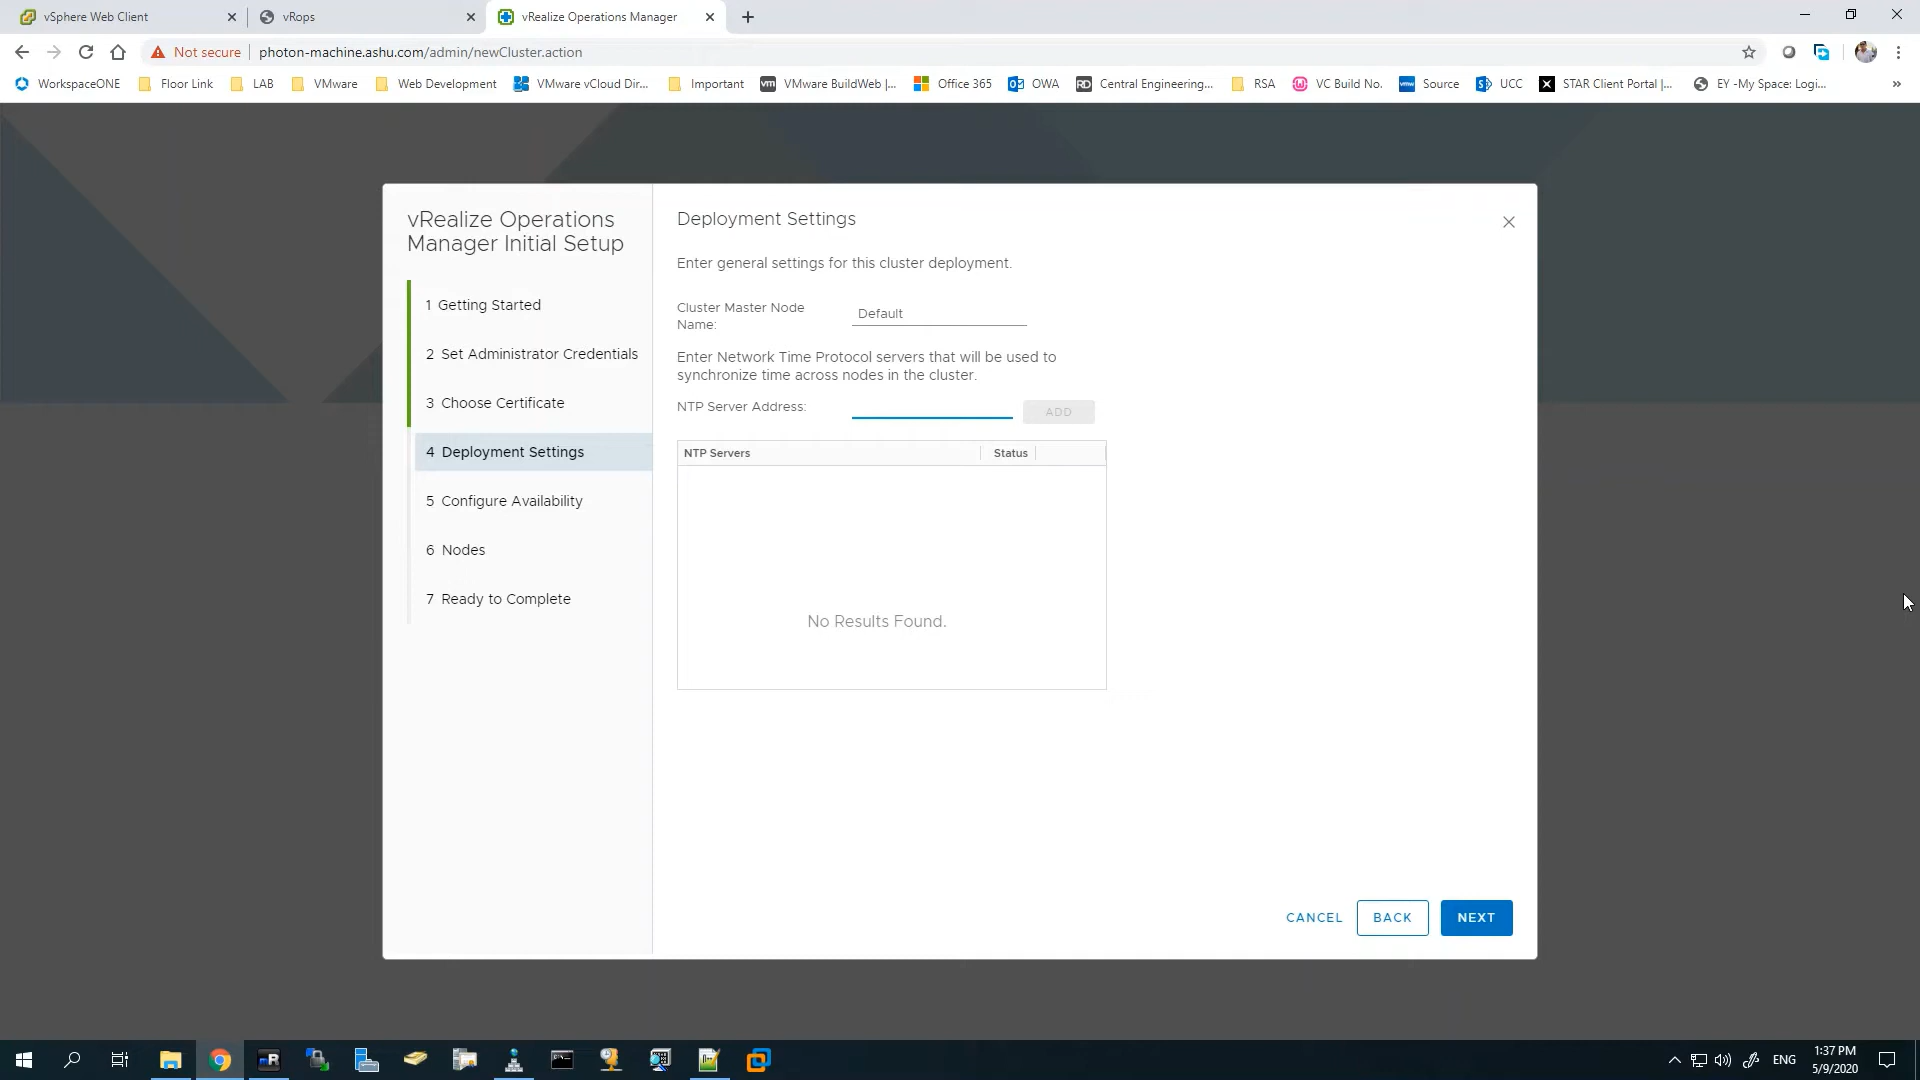 vSphere Web Client
vRops
vRealize Operations Manager
Not secure
photon-machine.ashu.com/admin/newCluster.action
WorkspaceONE
Floor Link
LAB
VMware
Web Development
VMware vCloud Dir...
Important
vm
VMware BuildWeb |...
Office 365
OWA
RD
Central Engineering...
RSA
VC Build No.
vmw
Source
UCC
STAR Client Portal |...
EY -My Space: Logi...
»
vRealize Operations
Manager Initial Setup
1 Getting Started
2 Set Administrator Credentials
3 Choose Certificate
4 Deployment Settings
5 Configure Availability
6 Nodes
7 Ready to Complete
Deployment Settings
Enter general settings for this cluster deployment.
Cluster Master Node
Name:
Default
Enter Network Time Protocol servers that will be used to
synchronize time across nodes in the cluster.
NTP Server Address:
ADD
NTP Servers
Status
No Results Found.
CANCEL
BACK
NEXT
ENG
1:37 PM
5/9/2020